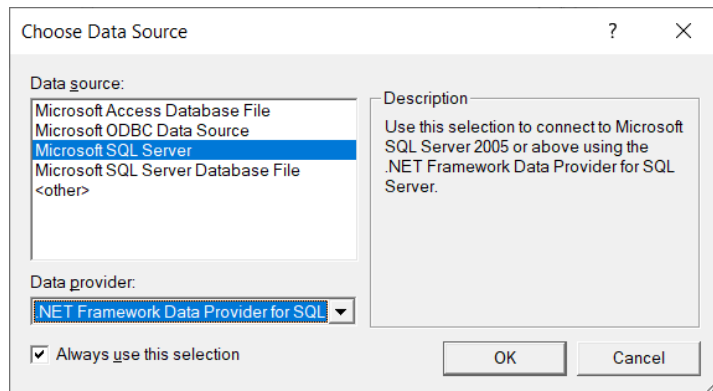 Choose Data Source
?
Data source:
Microsoft Access Database File
Microsoft ODBC Data Source
Microsoft SQL Server
Microsoft SQL Server Database File
<other>
Description
Use this selection to connect to Microsoft
SQL Server 2005 or above using the
.NET Framework Data Provider for SQL
Server.
Data provider:
.NET Framework Data Provider for SQL
Always use this selection
OK
Cancel